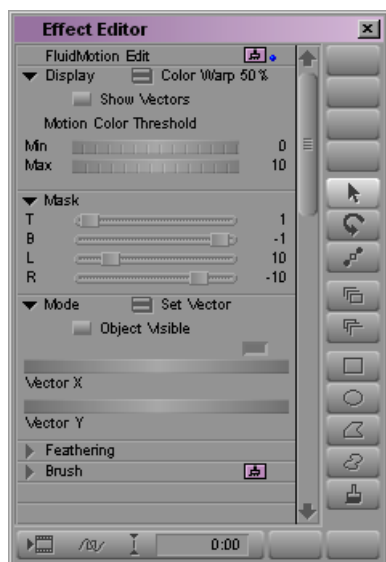 Effect Editor
FluidMotion Edit
Display Color Warp 50 %
Show Vectors
Motion Color Threshold
Min 0
Max 10
Mask
T 1
B -1
L 10
R -10
Mode Set Vector
Object Visible
Vector X
Vector Y
Feathering
Brush
0:00